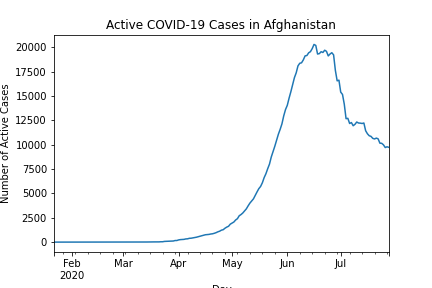 Active COVID-19 Cases in Afghanistan
Number of Active Cases
20000
17500
15000
12500
10000
7500
5000
2500
0
Feb
2020
Mar
Apr
May
Jun
Jul